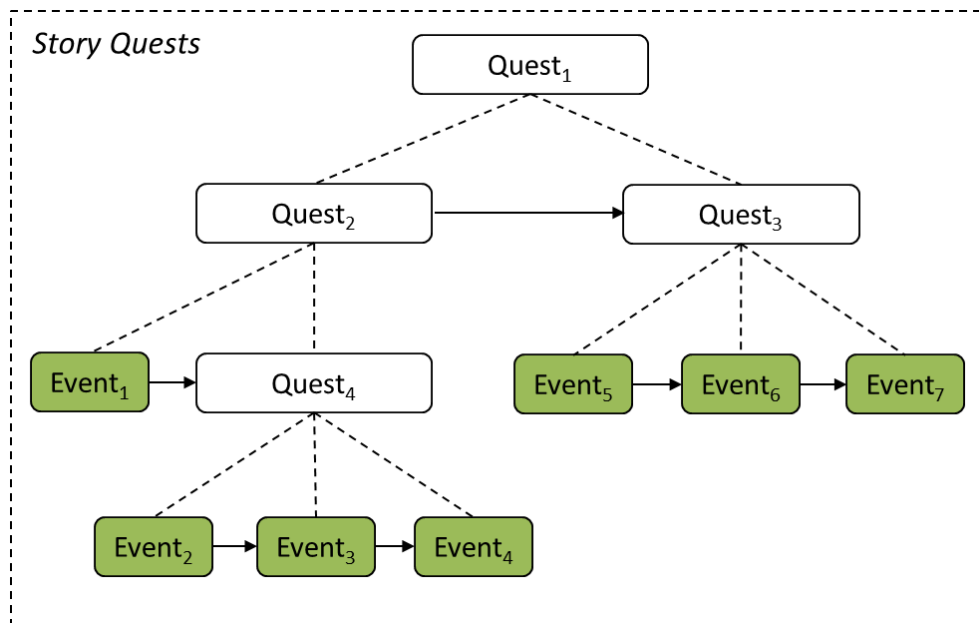 Story Quests
Quest₁
Quest₂
Quest₃
Event₁
Quest₄
Event₅
Event₆
Event₇
Event₂
Event₃
Event₄